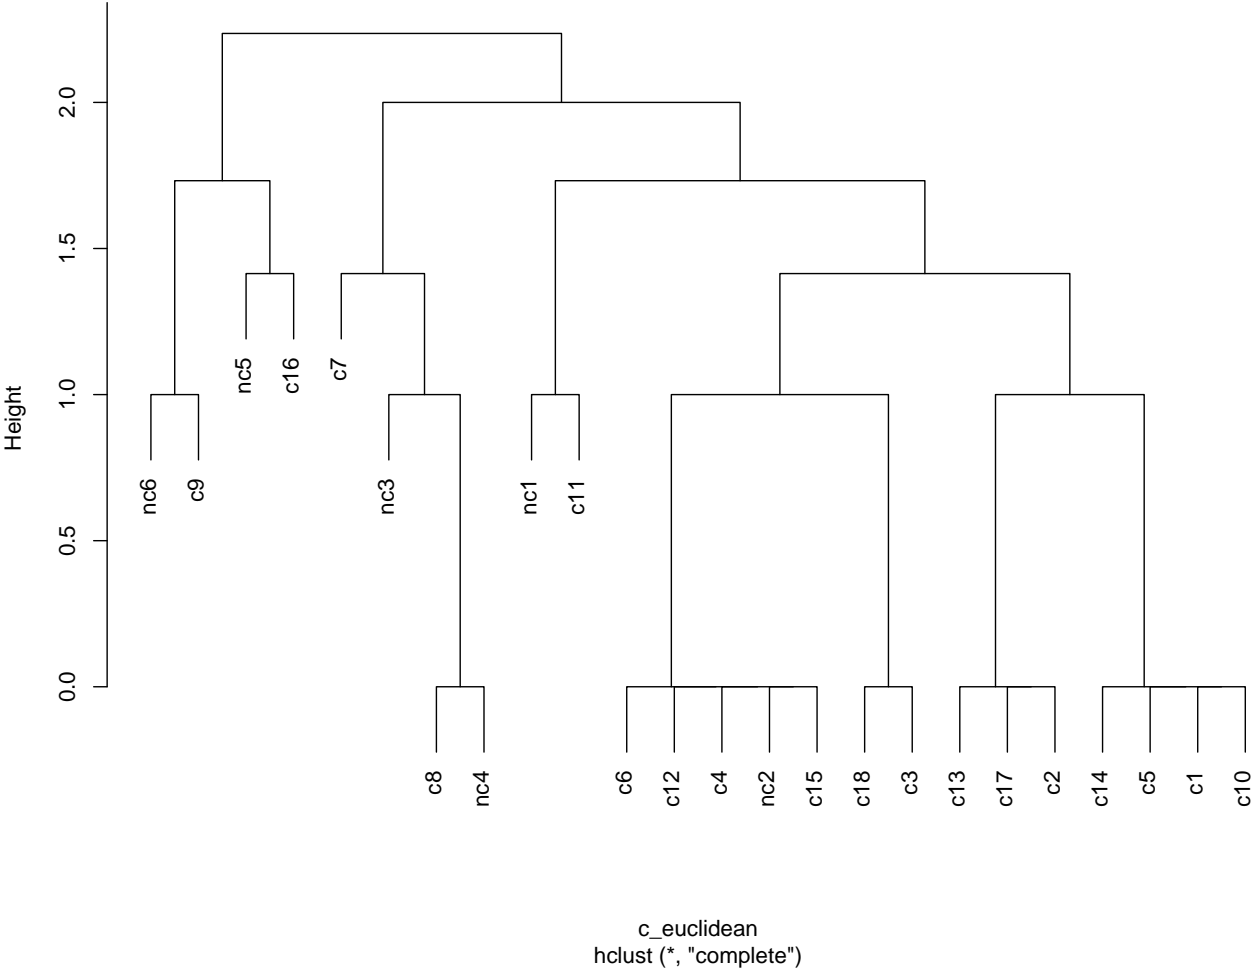 Height
2.0
1.5
1.0
0.5
0.0
nc6
c9
nc5
c16
c7
nc3
c8
nc4
nc1
c11
c6
c12
c4
nc2
c15
c18
c3
c13
c17
c2
c14
c5
c1
c10
c_euclidean
hclust (*, "complete")